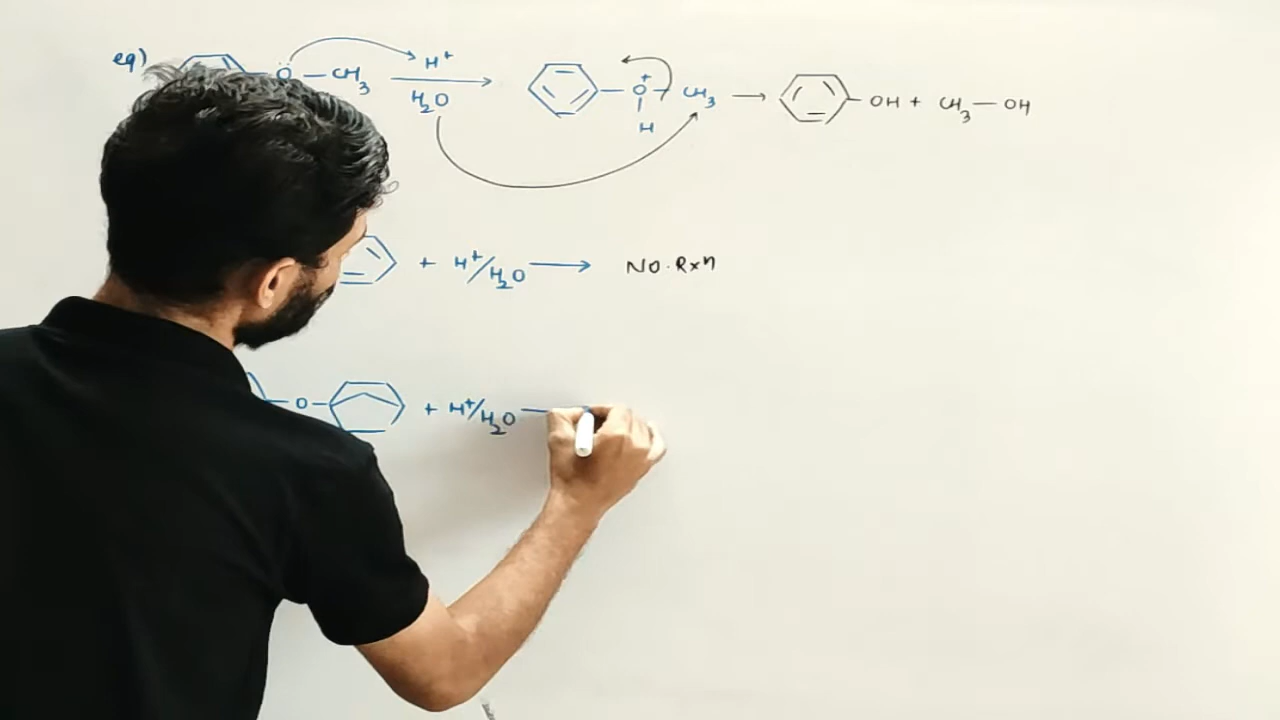 eg) O — CH3 H+ H2O O+ CH3 H → OH + CH3 — OH
+ H+/H2O → NO. Rxn
— O — + H+/H2O —